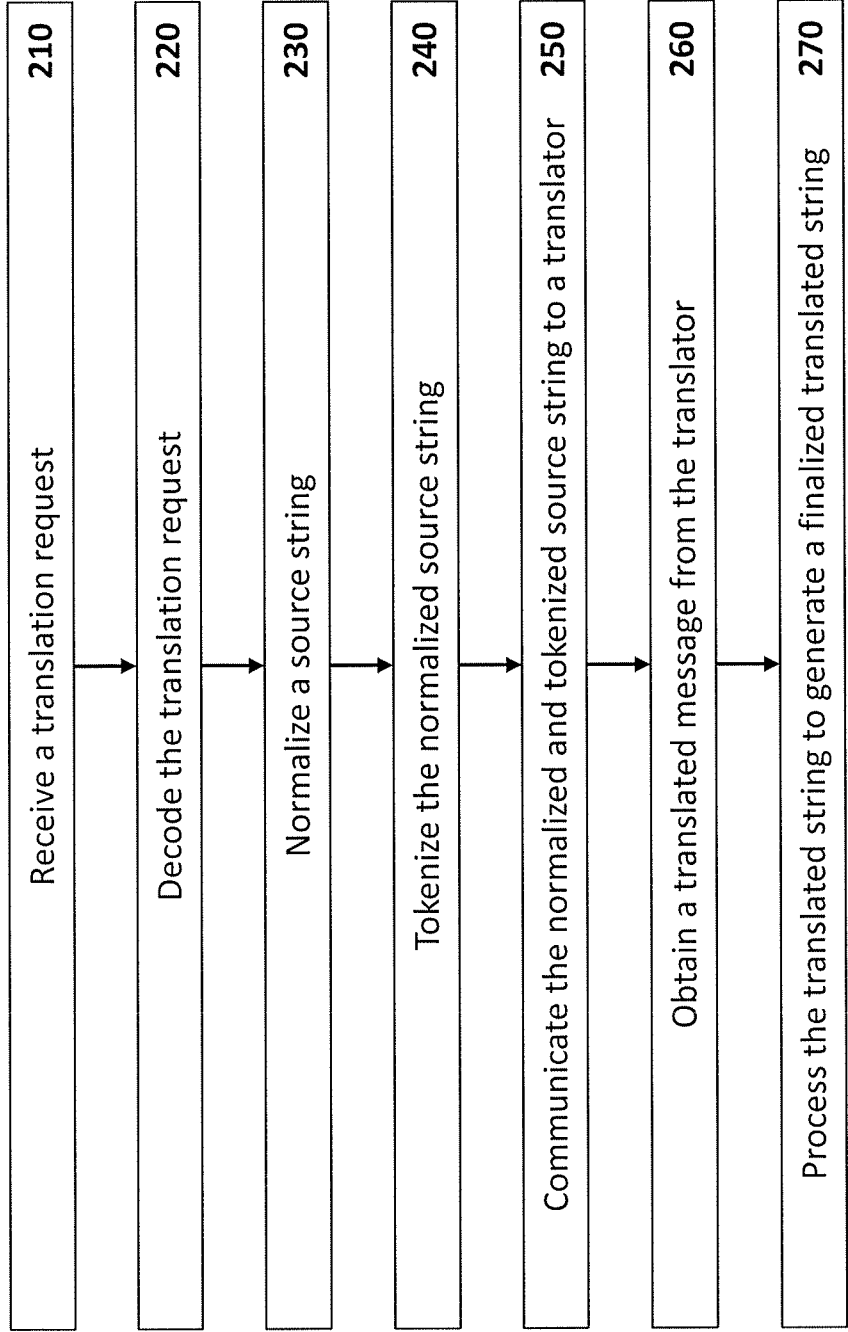 Receive a translation request 210
Decode the translation request 220
Normalize a source string 230
Tokenize the normalized source string 240
Communicate the normalized and tokenized source string to a translator 250
Obtain a translated message from the translator 260
Process the translated string to generate a finalized translated string 270